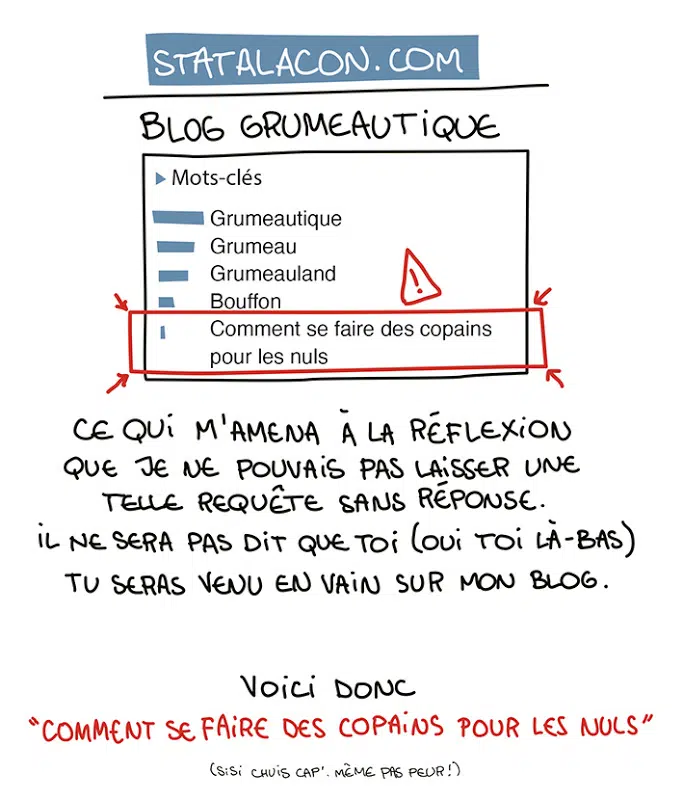 STATALACON.COM
BLOG GRUMEAUTIQUE
Mots-clés
Grumeautique
Grumeau
Grumeauland
Bouffon
!
Comment se faire des copains
pour les nuls
CE QUI M'AMENA À LA RÉFLEXION
QUE JE NE POUVAIS PAS LAISSER UNE
TELLE REQUÊTE SANS RÉPONSE.
IL NE SERA PAS DIT QUE TOI (OUI TOI LÀ-BAS)
TU SERAS VENU EN VAIN SUR MON BLOG.
VOICI DONC
"COMMENT SE FAIRE DES COPAINS POUR LES NULS"
(SISI CHUIS CAP'. MÊME PAS PEUR!)